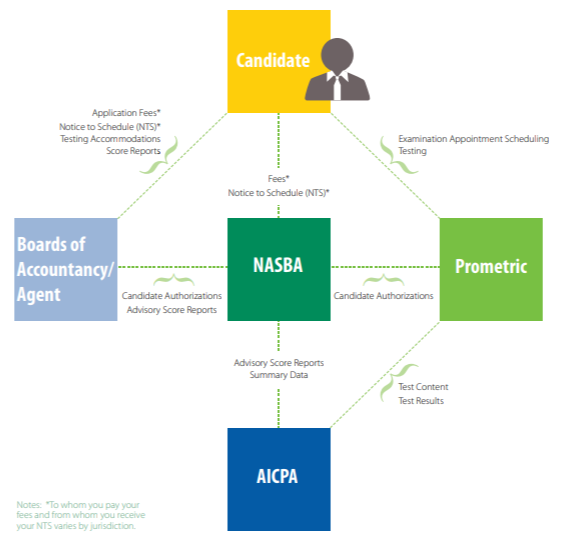 Candidate
Application Fees*
Notice to Schedule (NTS)*
Testing Accommodations
Score Reports
Examination Appointment Scheduling
Testing
Fees*
Notice to Schedule (NTS)*
Boards of
Accountancy/
Agent
NASBA
Prometric
Candidate Authorizations
Advisory Score Reports
Candidate Authorizations
Advisory Score Reports
Summary Data
Test Content
Test Results
AICPA
Notes: *To whom you pay your
fees and from whom you receive
your NTS varies by jurisdiction.